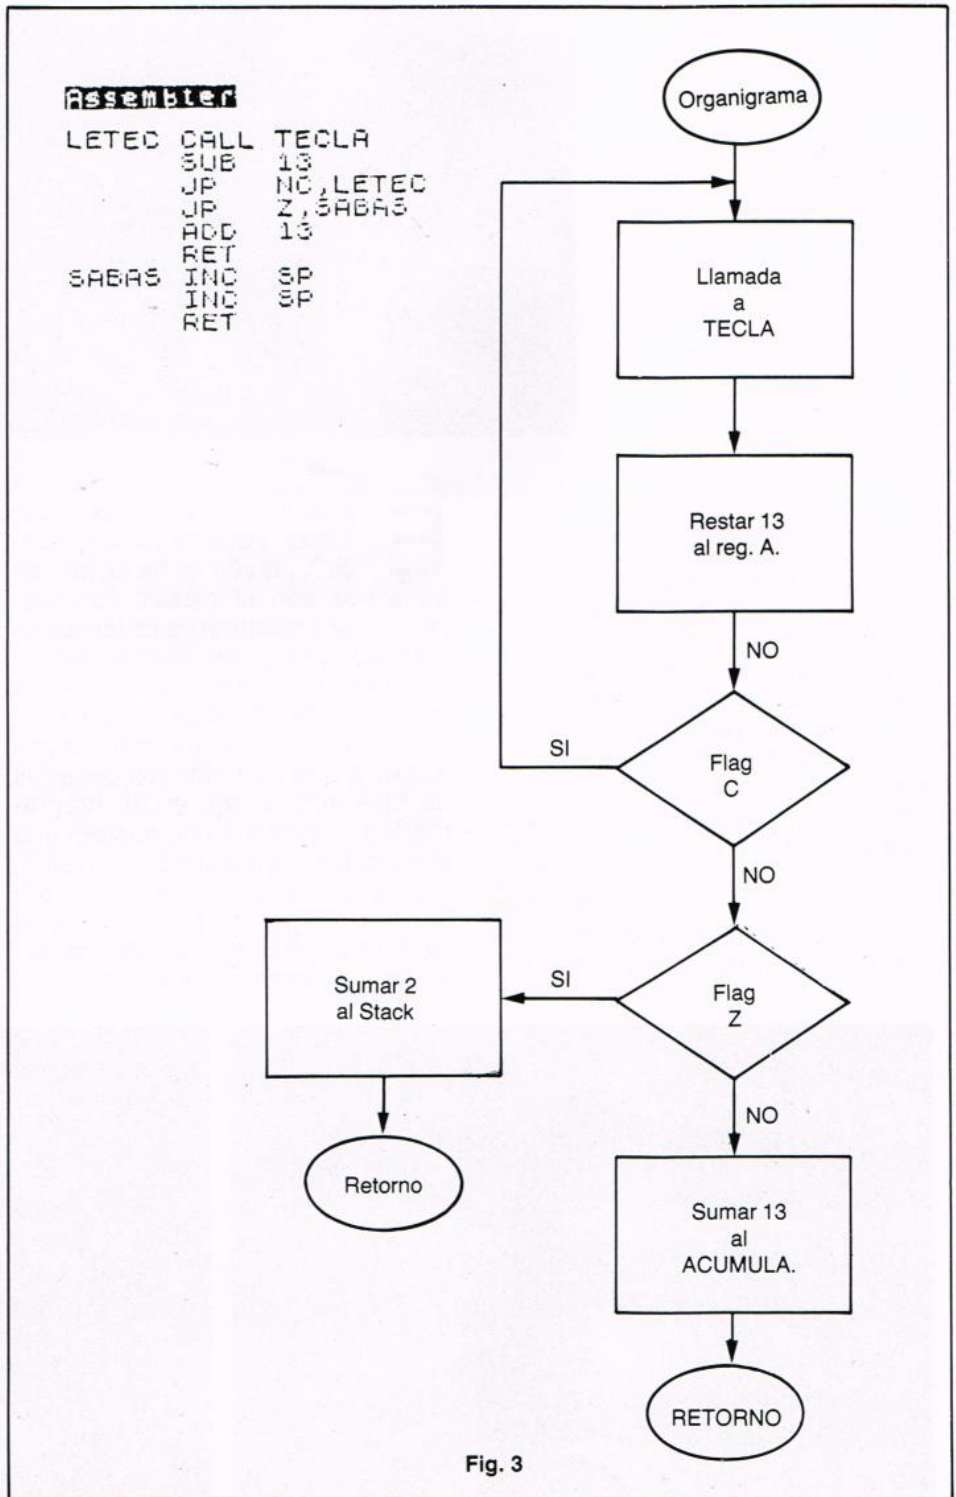 Assembler
LETEC CALL TECLA
SUB 13
JP NC,LETEC
JP Z,SABAS
ADD 13
RET
SABAS INC SP
INC SP
RET
Organigrama
Llamada
a
TECLA
Restar 13
al reg. A.
NO
SI
Flag
C
NO
Sumar 2
al Stack
SI
Flag
Z
NO
Retorno
Sumar 13
al
ACUMULA.
RETORNO
Fig. 3